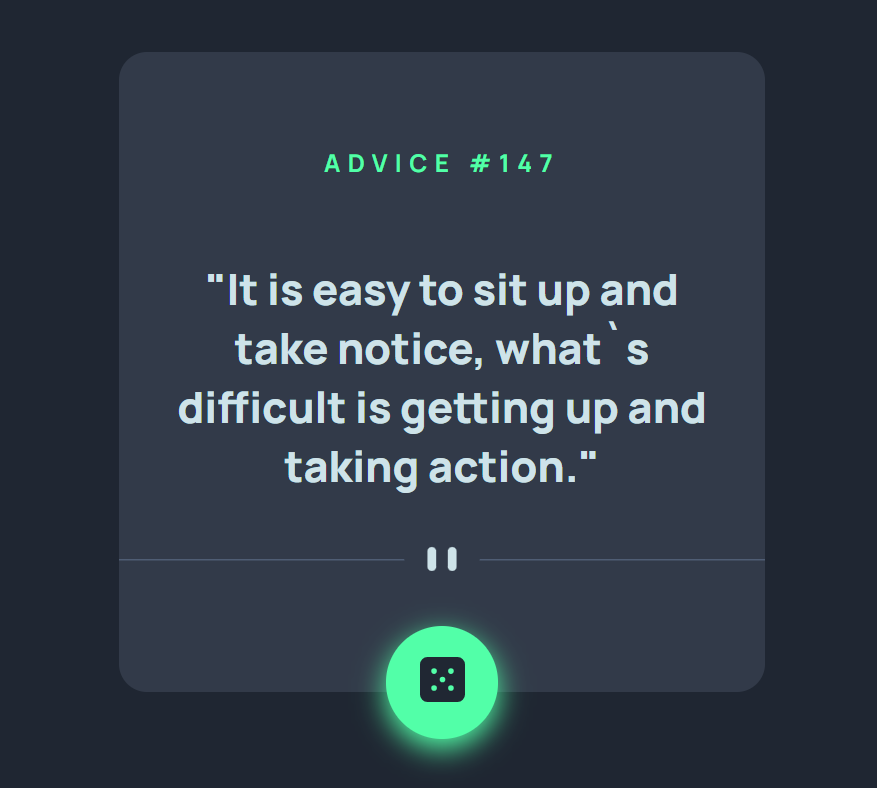 ADVICE #147
"It is easy to sit up and
take notice, what`s
difficult is getting up and
taking action."